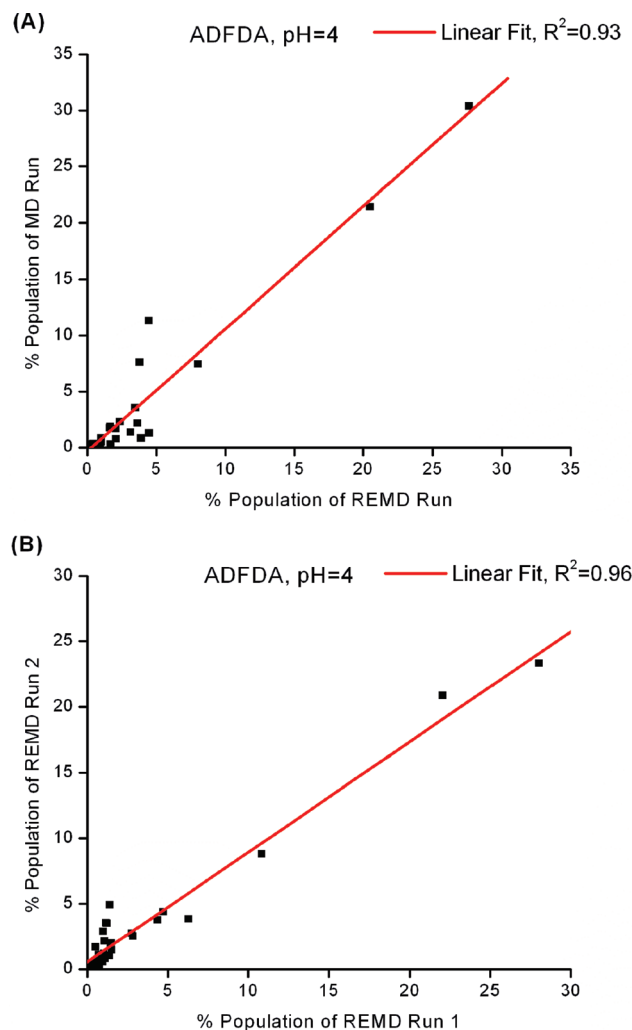 (A)
ADFDA, pH=4 Linear Fit, R²=0.93
35
30
25
20
15
10
5
0
% Population of MD Run
0 5 10 15 20 25 30 35
% Population of REMD Run
(B)
ADFDA, pH=4 Linear Fit, R²=0.96
30
25
20
15
10
5
0
% Population of REMD Run 2
0 5 10 15 20 25 30
% Population of REMD Run 1